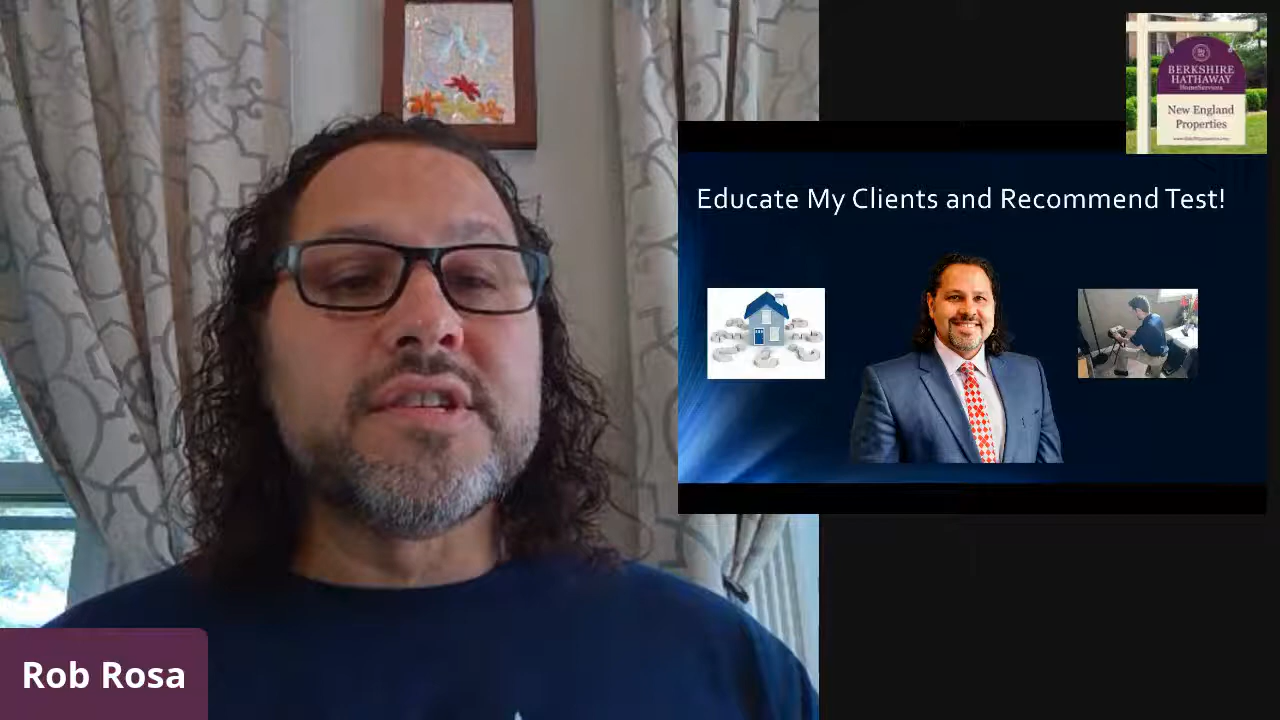 BERKSHIRE
HATHAWAY
HomeServices
New England
Properties
Educate My Clients and Recommend Test!
Rob Rosa